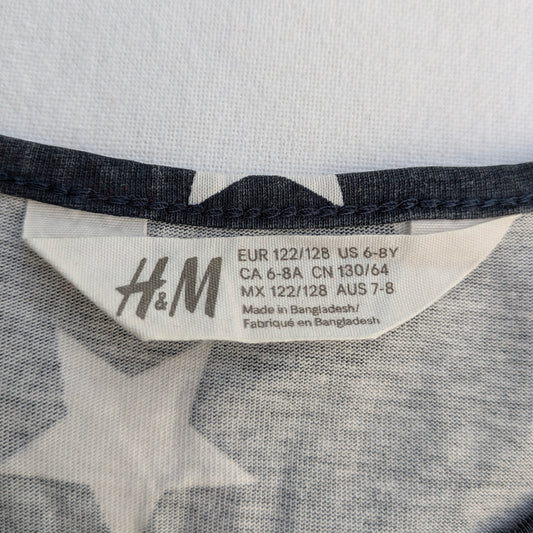 H&M
EUR 122/128 US 6-8Y
CA 6-8A CN 130/64
MX 122/128 AUS 7-8
Made in Bangladesh/
Fabriqué en Bangladesh